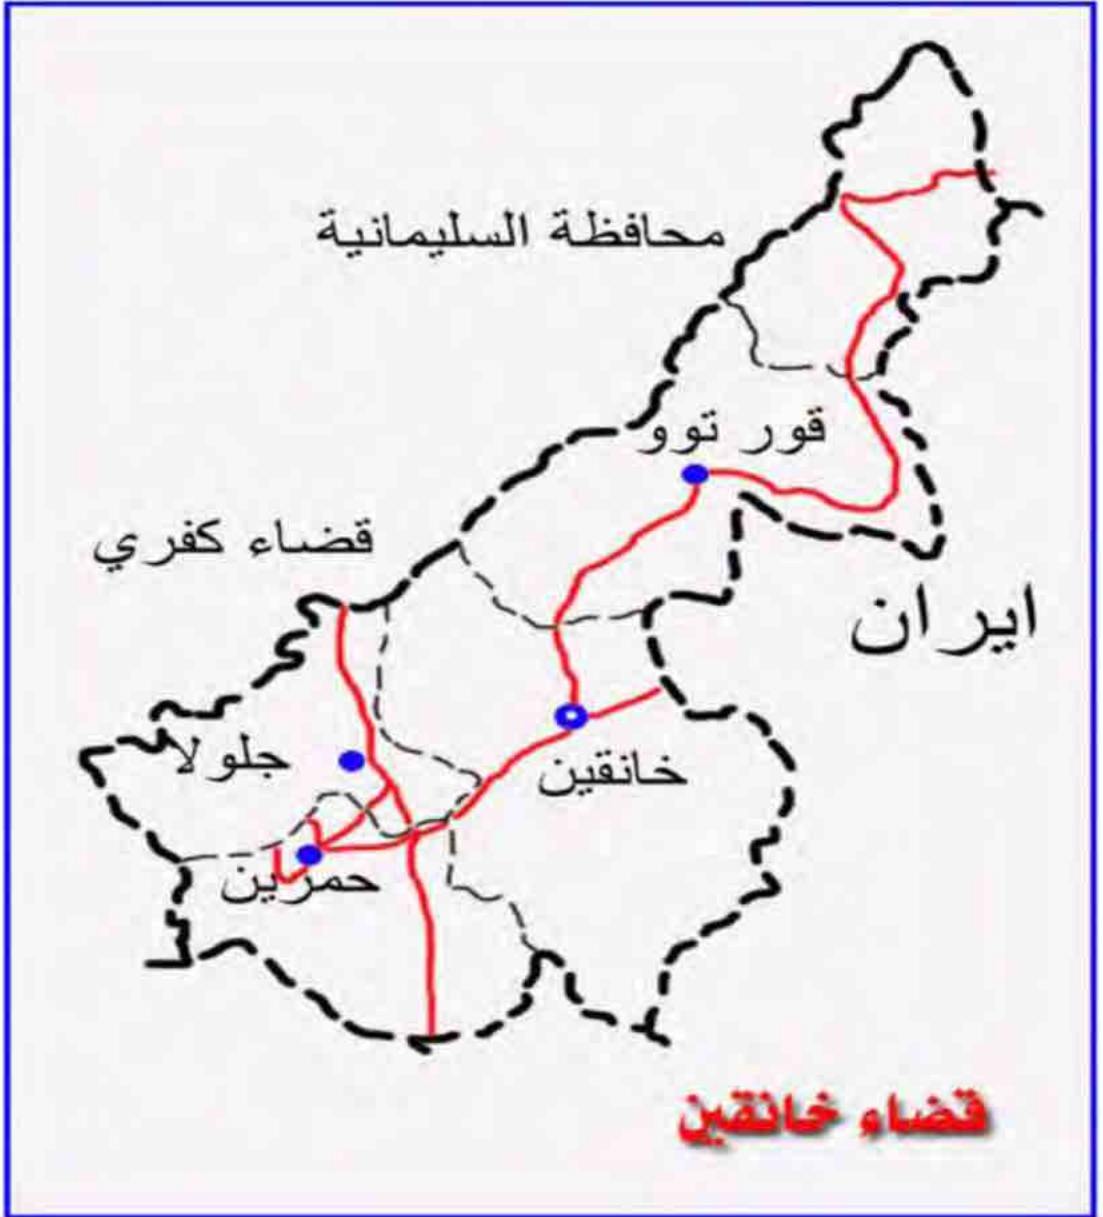 محافظة السليمانية
قور توو
قضاء كفري
ايران
جلولا
خانقين
حمرين
قضاء خانقين